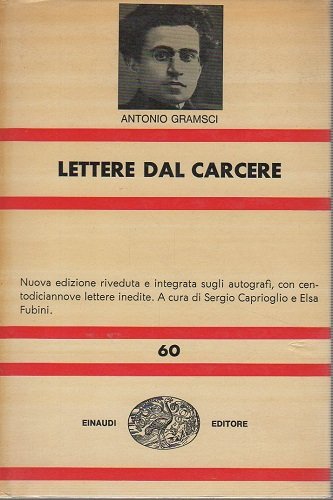 ANTONIO GRAMSCI
LETTERE DAL CARCERE
Nuova edizione riveduta e integrata sugli autografi, con cen-
todiciannove lettere inedite. A cura di Sergio Caprioglio e Elsa
Fubini.
60
EINAUDI EDITORE